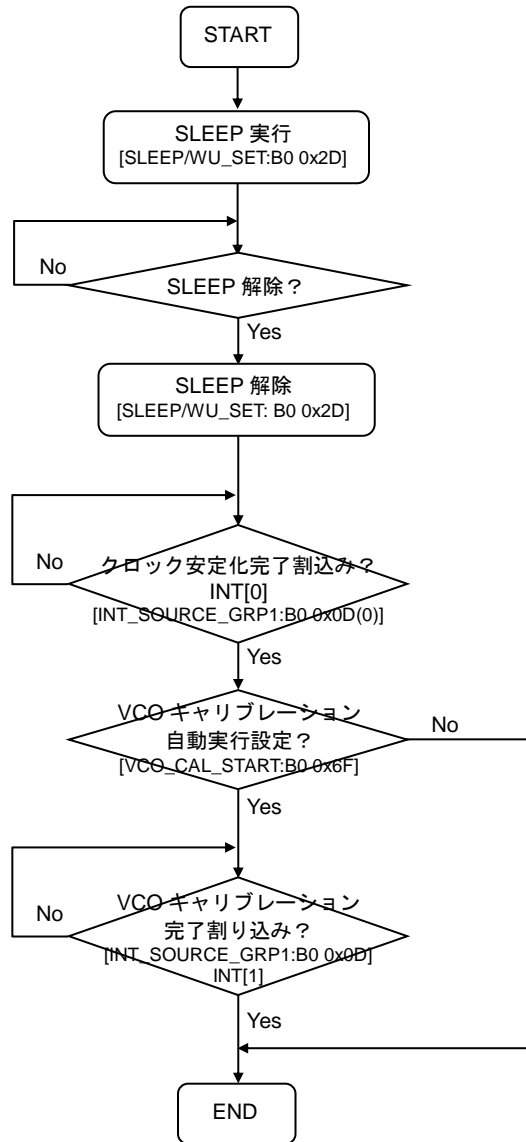 START
SLEEP 実行
[SLEEP/WU_SET:B0 0x2D]
No
SLEEP 解除？
Yes
SLEEP 解除
[SLEEP/WU_SET: B0 0x2D]
No
クロック安定化完了割込み？
INT[0]
[INT_SOURCE_GRP1:B0 0x0D(0)]
Yes
VCO キャリブレーション
自動実行設定？
[VCO_CAL_START:B0 0x6F]
No
Yes
No
VCO キャリブレーション
完了割り込み？
[INT_SOURCE_GRP1:B0 0x0D]
INT[1]
Yes
END